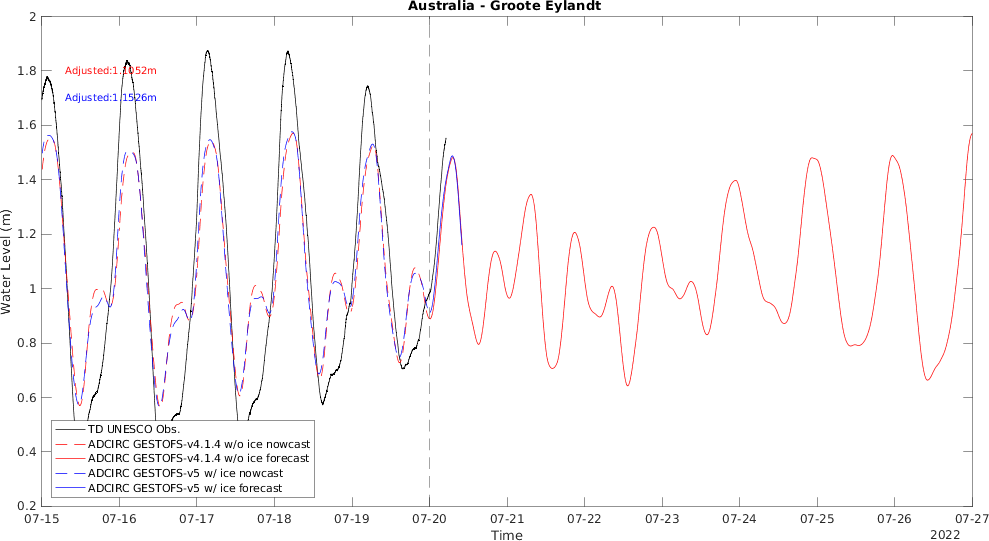 Australia - Groote Eylandt
2
1.8
1.6
1.4
1.2
1
0.8
0.6
0.4
0.2
Water Level (m)
Adjusted:1.1052m
Adjusted:1.1526m
TD UNESCO Obs.
ADCIRC GESTOFS-v4.1.4 w/o ice nowcast
ADCIRC GESTOFS-v4.1.4 w/o ice forecast
ADCIRC GESTOFS-v5 w/ ice nowcast
ADCIRC GESTOFS-v5 w/ ice forecast
07-15 07-16 07-17 07-18 07-19 07-20 07-21 07-22 07-23 07-24 07-25 07-26 07-27
Time
2022